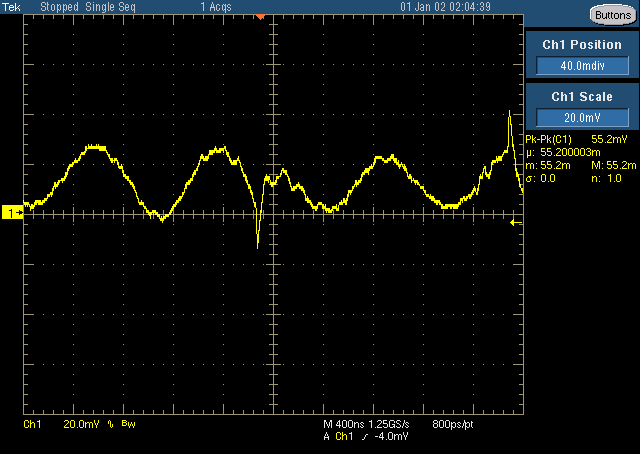 Tek Stopped Single Seq 1 Acqs 01 Jan 02 02:04:39
Buttons
Ch1 Position
40.0mdiv
Ch1 Scale
20.0mV
Pk-Pk(C1) 55.2mV
µ: 55.200003m
m: 55.2m M: 55.2m
σ: 0.0 n: 1.0
1
Ch1 20.0mV % Bw M 400ns 1.25GS/s 800ps/pt
A Ch1 -4.0mV